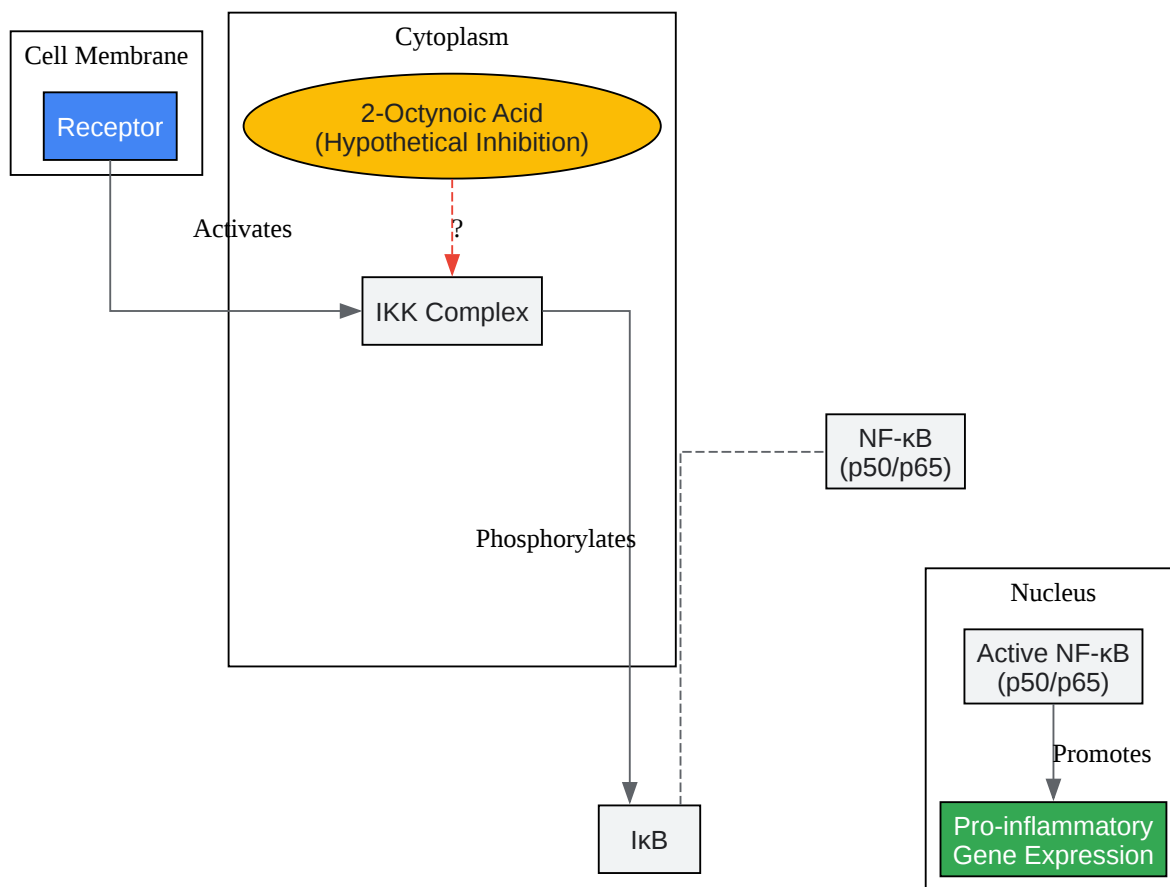 Cell Membrane
Receptor
Cytoplasm
2-Octynoic Acid
(Hypothetical Inhibition)
Activates
?
IKK Complex
NF-κB
(p50/p65)
Phosphorylates
Nucleus
Active NF-κB
(p50/p65)
Promotes
IκB
Pro-inflammatory
Gene Expression